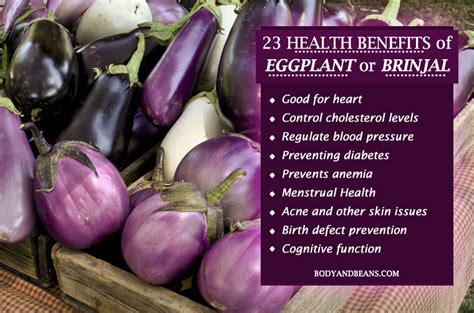 23 HEALTH BENEFITS of
EGGPLANT or BRINJAL
Good for heart
Control cholesterol levels
Regulate blood pressure
Preventing diabetes
Prevents anemia
Menstrual Health
Acne and other skin issues
Birth defect prevention
Cognitive function
BODYANDBEANS.COM